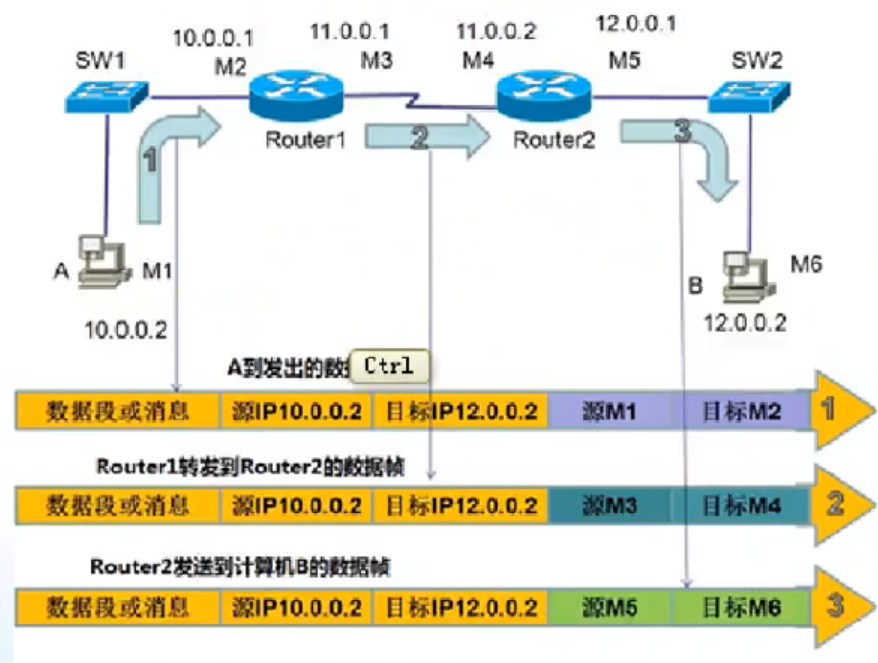 10.0.0.1
11.0.0.1
11.0.0.2
12.0.0.1
SW1
M2
M3
M4
M5
SW2
Router1
Router2
1
2
3
A
M1
B
M6
10.0.0.2
12.0.0.2
A到发出的数
Ctrl
数据段或消息 源IP10.0.0.2 目标IP12.0.0.2 源M1 目标M2 1
Router1转发到Router2的数据帧
数据段或消息 源IP10.0.0.2 目标IP12.0.0.2 源M3 目标M4 2
Router2发送到计算机B的数据帧
数据段或消息 源IP10.0.0.2 目标IP12.0.0.2 源M5 目标M6 3